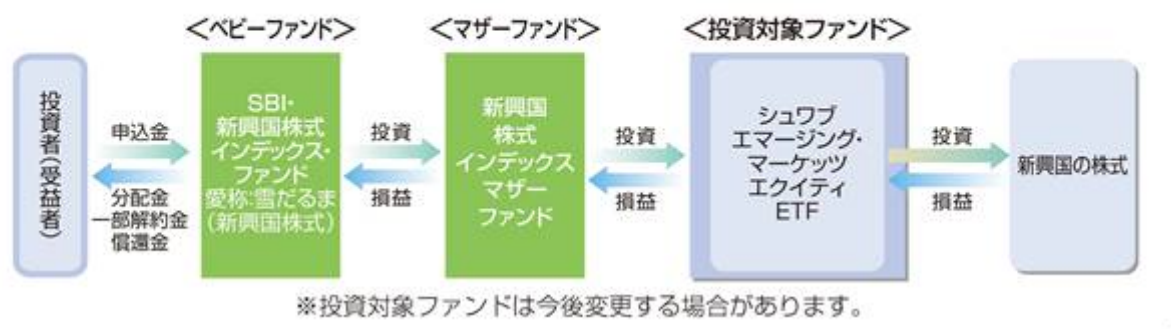 ＜ベビーファンド＞
＜マザーファンド＞
＜投資対象ファンド＞
投資者(受益者)
申込金
分配金
一部解約金
償還金
SBI・
新興国株式
インデックス・
ファンド
愛称:雪だるま
(新興国株式)
投資
損益
新興国
株式
インデックス
マザー
ファンド
投資
損益
シュワブ
エマージング・
マーケッツ
エクイティ
ETF
投資
損益
新興国の株式
※投資対象ファンドは今後変更する場合があります。